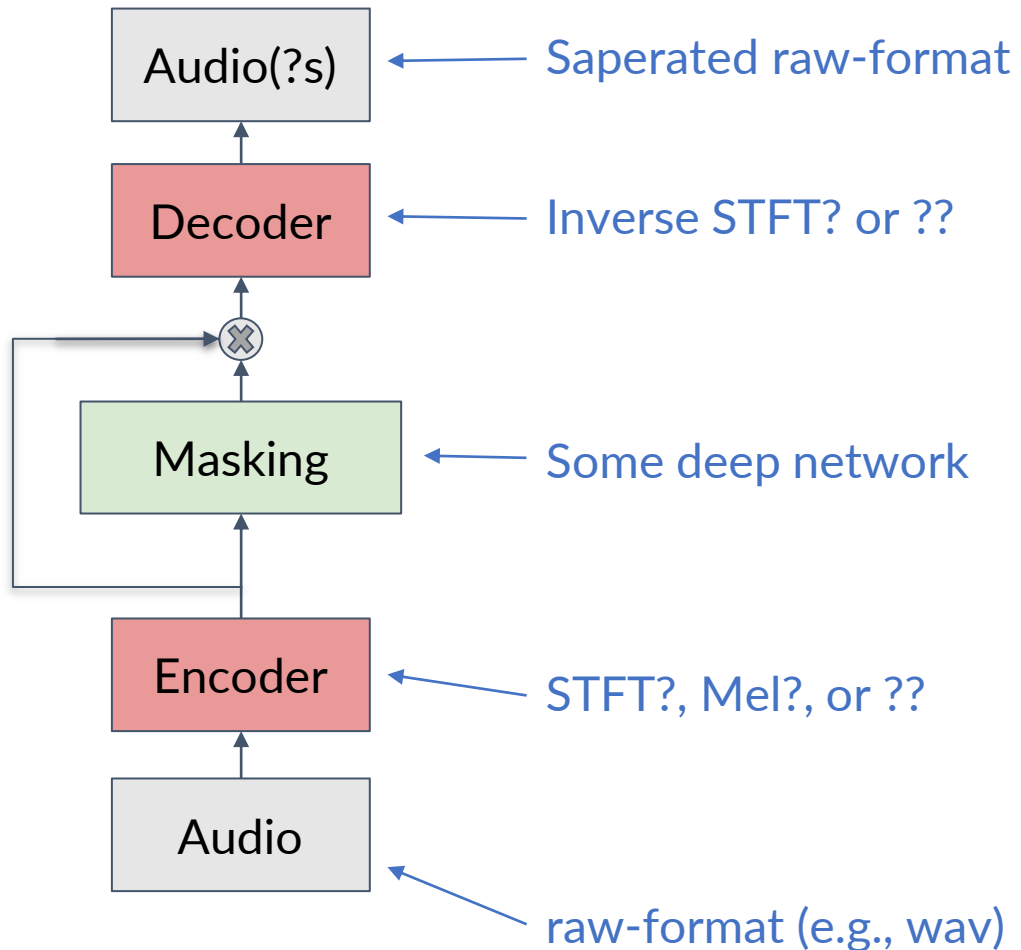 Audio(?s)
Saperated raw-format
Decoder
Inverse STFT? or ??
Masking
Some deep network
Encoder
STFT?, Mel?, or ??
Audio
raw-format (e.g., wav)